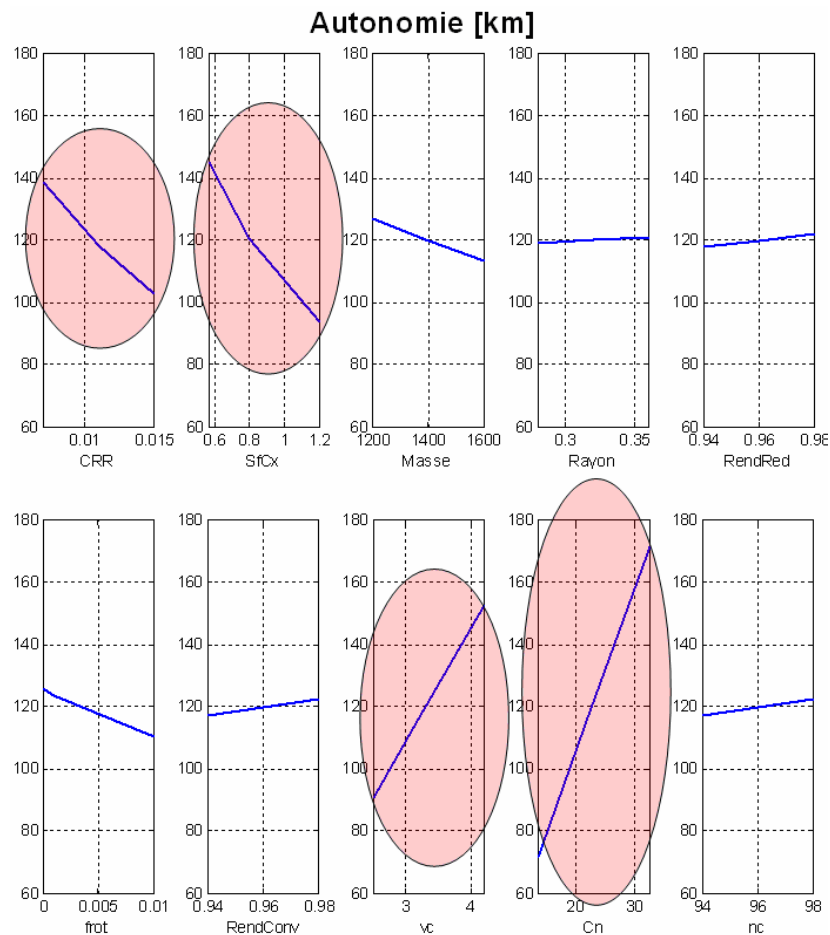 Autonomie [km]
180 180 180 180 180
160 160 160 160 160
140 140 140 140 140
120 120 120 120 120
100 100 100 100 100
80 80 80 80 80
60 60 60 60 60
0.01 0.015 0.6 0.8 1 1.2 1200 1400 1600 0.3 0.35 0.94 0.96 0.98
CRR SfCx Masse Rayon RendRed
180 180 180 180 180
160 160 160 160 160
140 140 140 140 140
120 120 120 120 120
100 100 100 100 100
80 80 80 80 80
60 60 60 60 60
0 0.005 0.01 0.94 0.96 0.98 3 4 20 30 94 96 98
frot RendConv vc Cn nc